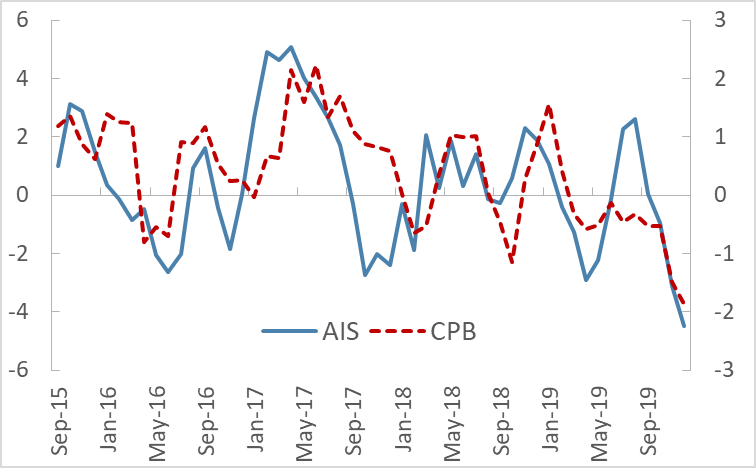 6
4
2
0
-2
-4
-6
3
2
1
0
-1
-2
-3
AIS
CPB
Sep-15
Jan-16
May-16
Sep-16
Jan-17
May-17
Sep-17
Jan-18
May-18
Sep-18
Jan-19
May-19
Sep-19